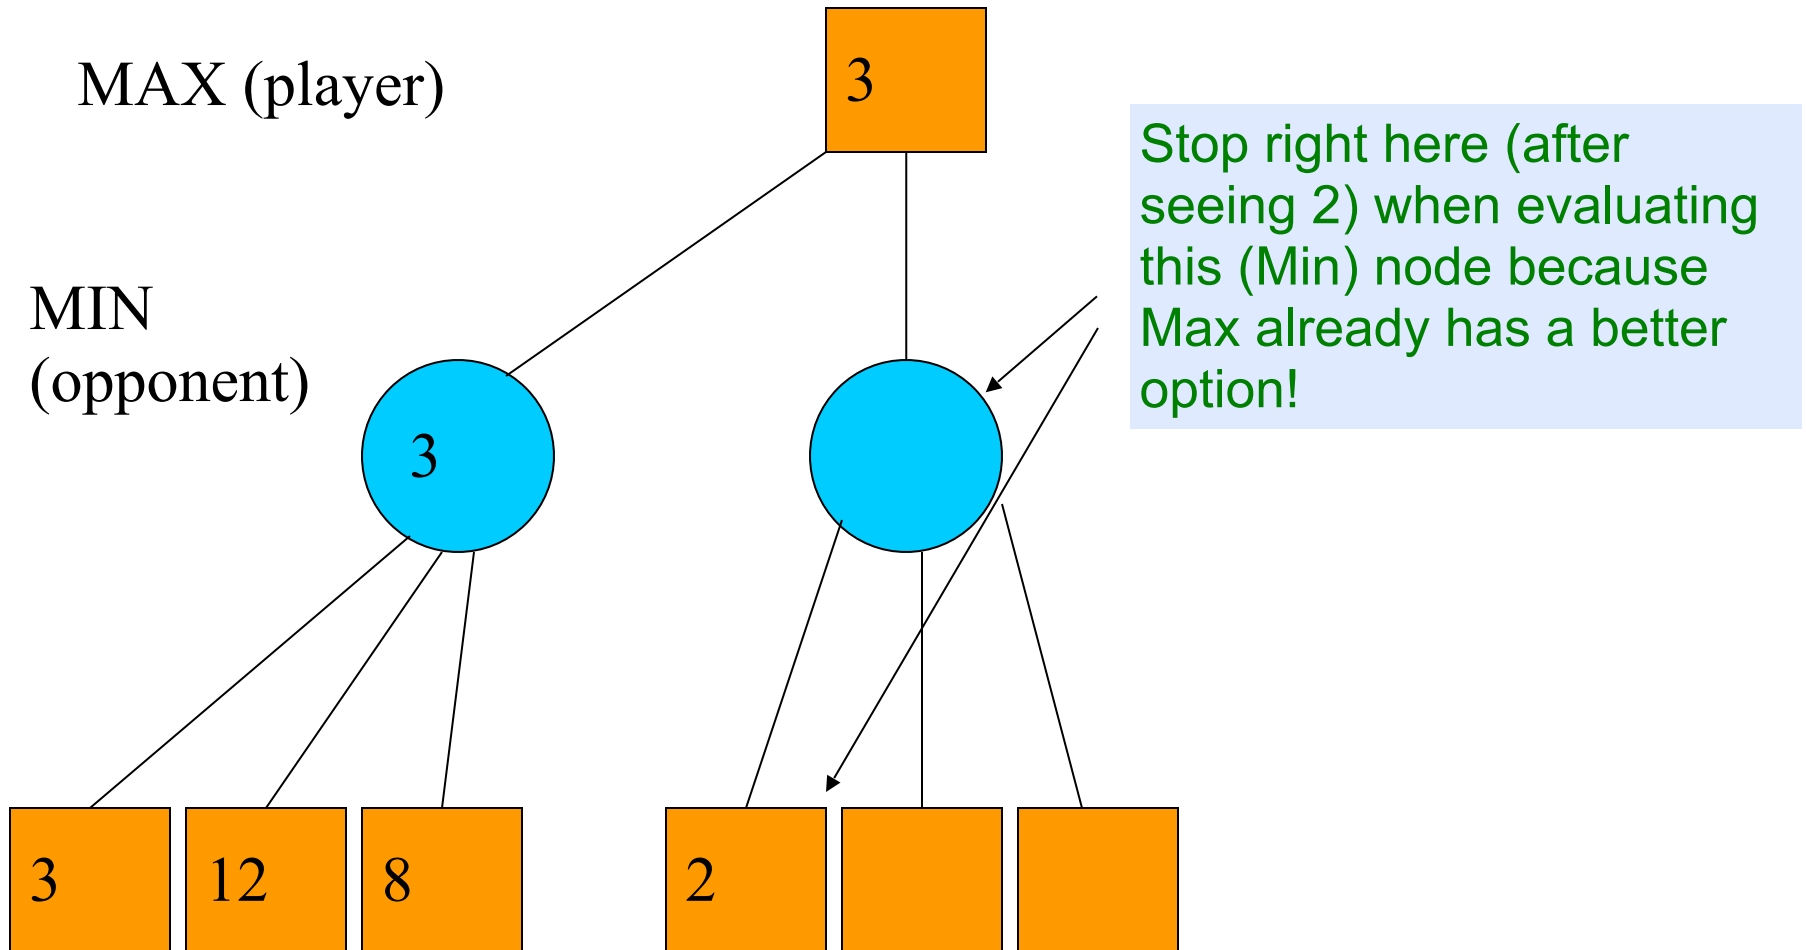 MAX (player)
3
Stop right here (after
seeing 2) when evaluating
this (Min) node because
Max already has a better
option!
MIN
(opponent)
3
3
12
8
2